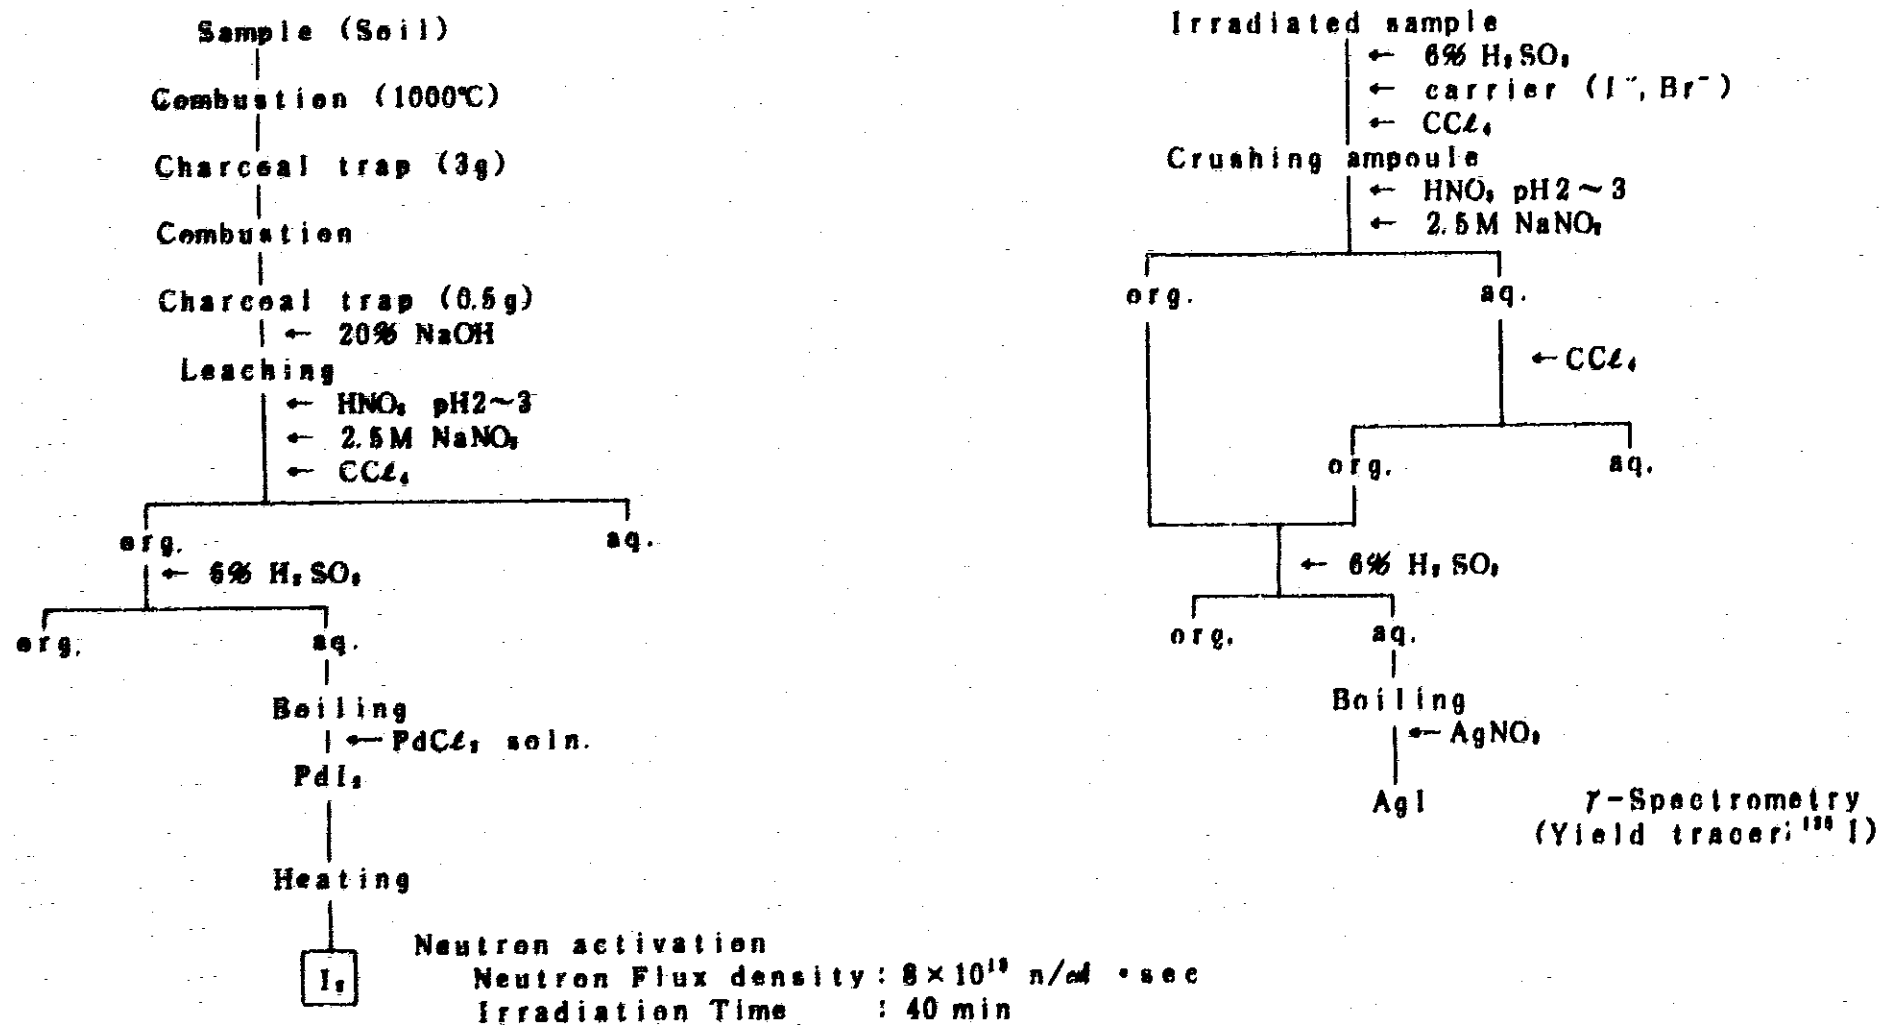 Sample (Soil)
Combustion (1000℃)
Charcoal trap (3g)
Combustion
Charcoal trap (0.5g)
← 20% NaOH
Leaching
← HNO₃ pH2~3
← 2.5M NaNO₂
← CCℓ₄
org.
aq.
← 6% H₂SO₃
org.
aq.
Boiling
← PdCℓ₂ soln.
PdI₂
Heating
I₂
Neutron activation
Neutron Flux density : 8×10 n/c㎡ •sec
Irradiation Time : 40 min
Irradiated sample
← 6% H₂SO₃
← carrier (I⁻, Br⁻)
← CCℓ₄
Crushing ampoule
← HNO₃ pH2~3
← 2.5M NaNO₂
org.
aq.
← CCℓ₄
org.
aq.
← 6% H₂SO₃
org.
aq.
Boiling
← AgNO₃
AgI
γ-Spectrometry
(Yield tracer; I)